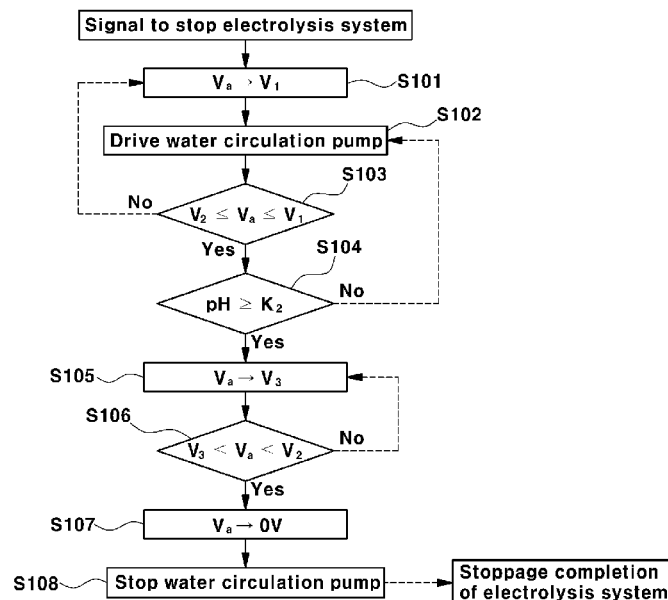 Signal to stop electrolysis system
Va → V1
S101
S102
Drive water circulation pump
S103
No
V2 ≤ Va ≤ V1
Yes
S104
No
pH ≥ K2
Yes
S105
Va → V3
S106
No
V3 < Va < V2
Yes
S107
Va → 0V
S108
Stop water circulation pump
Stoppage completion
of electrolysis system